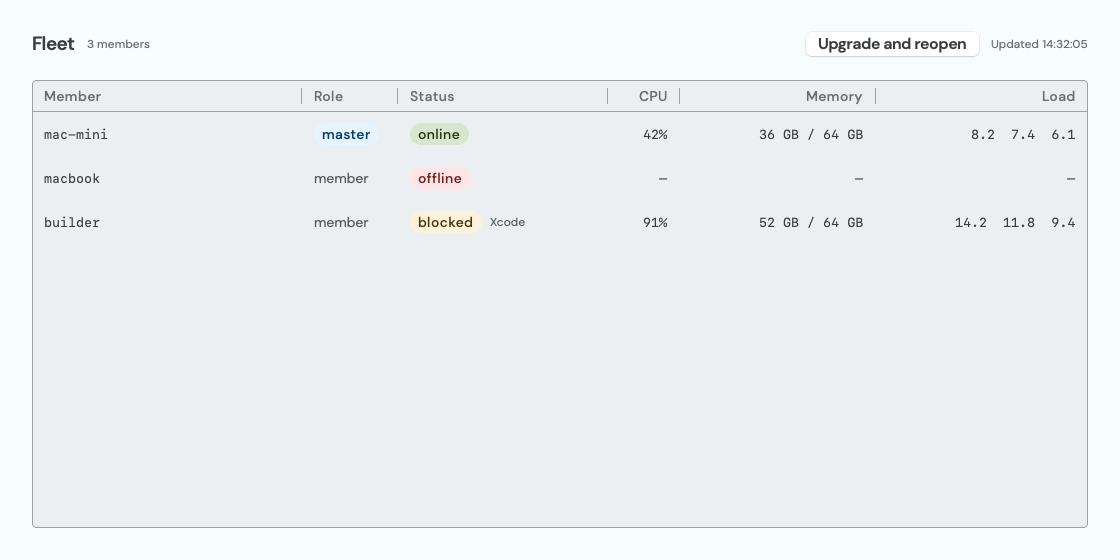 Fleet 3 members Upgrade and reopen Updated 14:32:05
Member Role Status CPU Memory Load
mac-mini master online 42% 36 GB / 64 GB 8.2 7.4 6.1
macbook member offline — — —
builder member blocked Xcode 91% 52 GB / 64 GB 14.2 11.8 9.4